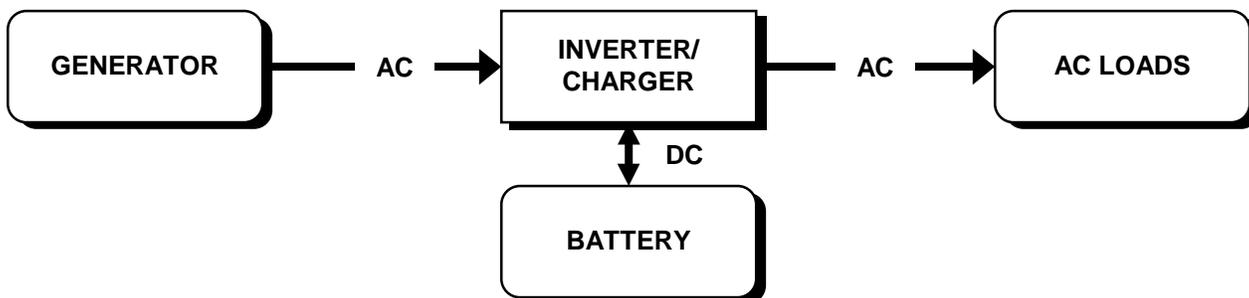 GENERATOR
AC
INVERTER/
CHARGER
AC
AC LOADS
DC
BATTERY